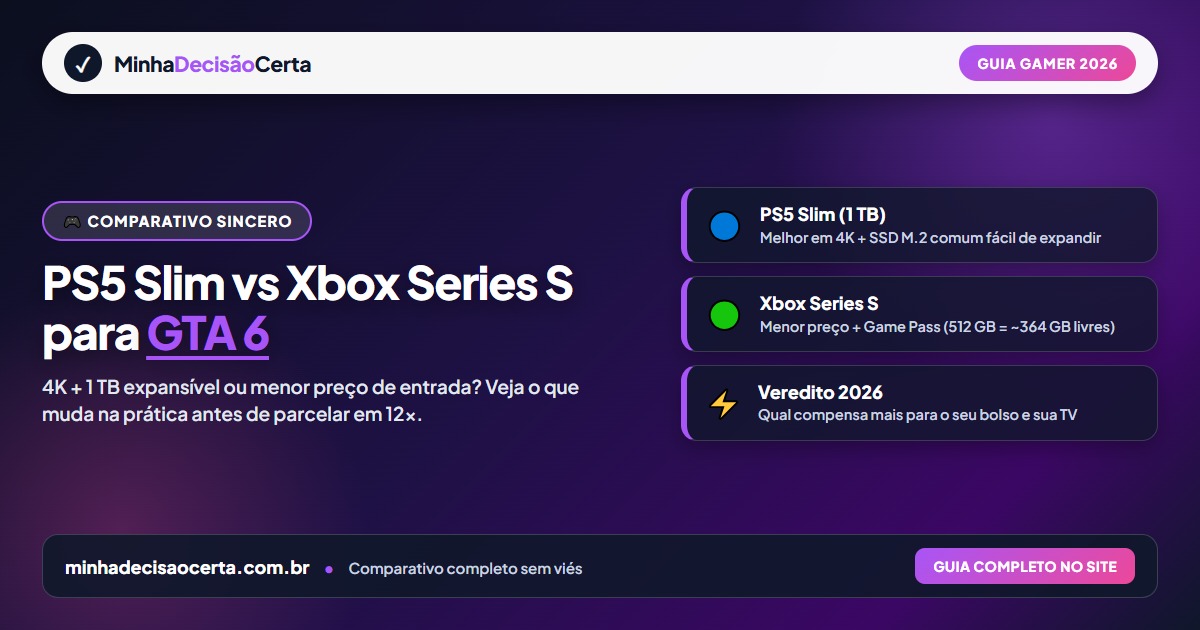 MinhaDecisãoCerta
GUIA GAMER 2026
COMPARATIVO SINCERO
PS5 Slim vs Xbox Series S
para GTA 6
4K + 1 TB expansível ou menor preço de entrada? Veja o que
muda na prática antes de parcelar em 12×.
PS5 Slim (1 TB)
Melhor em 4K + SSD M.2 comum fácil de expandir
Xbox Series S
Menor preço + Game Pass (512 GB = ~364 GB livres)
Veredito 2026
Qual compensa mais para o seu bolso e sua TV
minhadecisaocerta.com.br • Comparativo completo sem viés
GUIA COMPLETO NO SITE